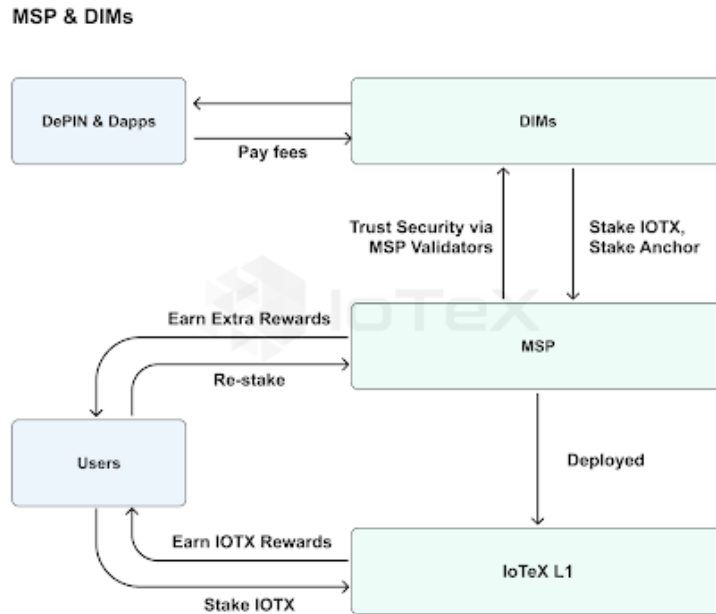 MSP & DIMs
DePIN & Dapps
DIMs
Pay fees
Trust Security via
MSP Validators
Stake IOTX,
Stake Anchor
IoTeX
Earn Extra Rewards
MSP
Re-stake
Users
Deployed
Earn IOTX Rewards
IoTeX L1
Stake IOTX